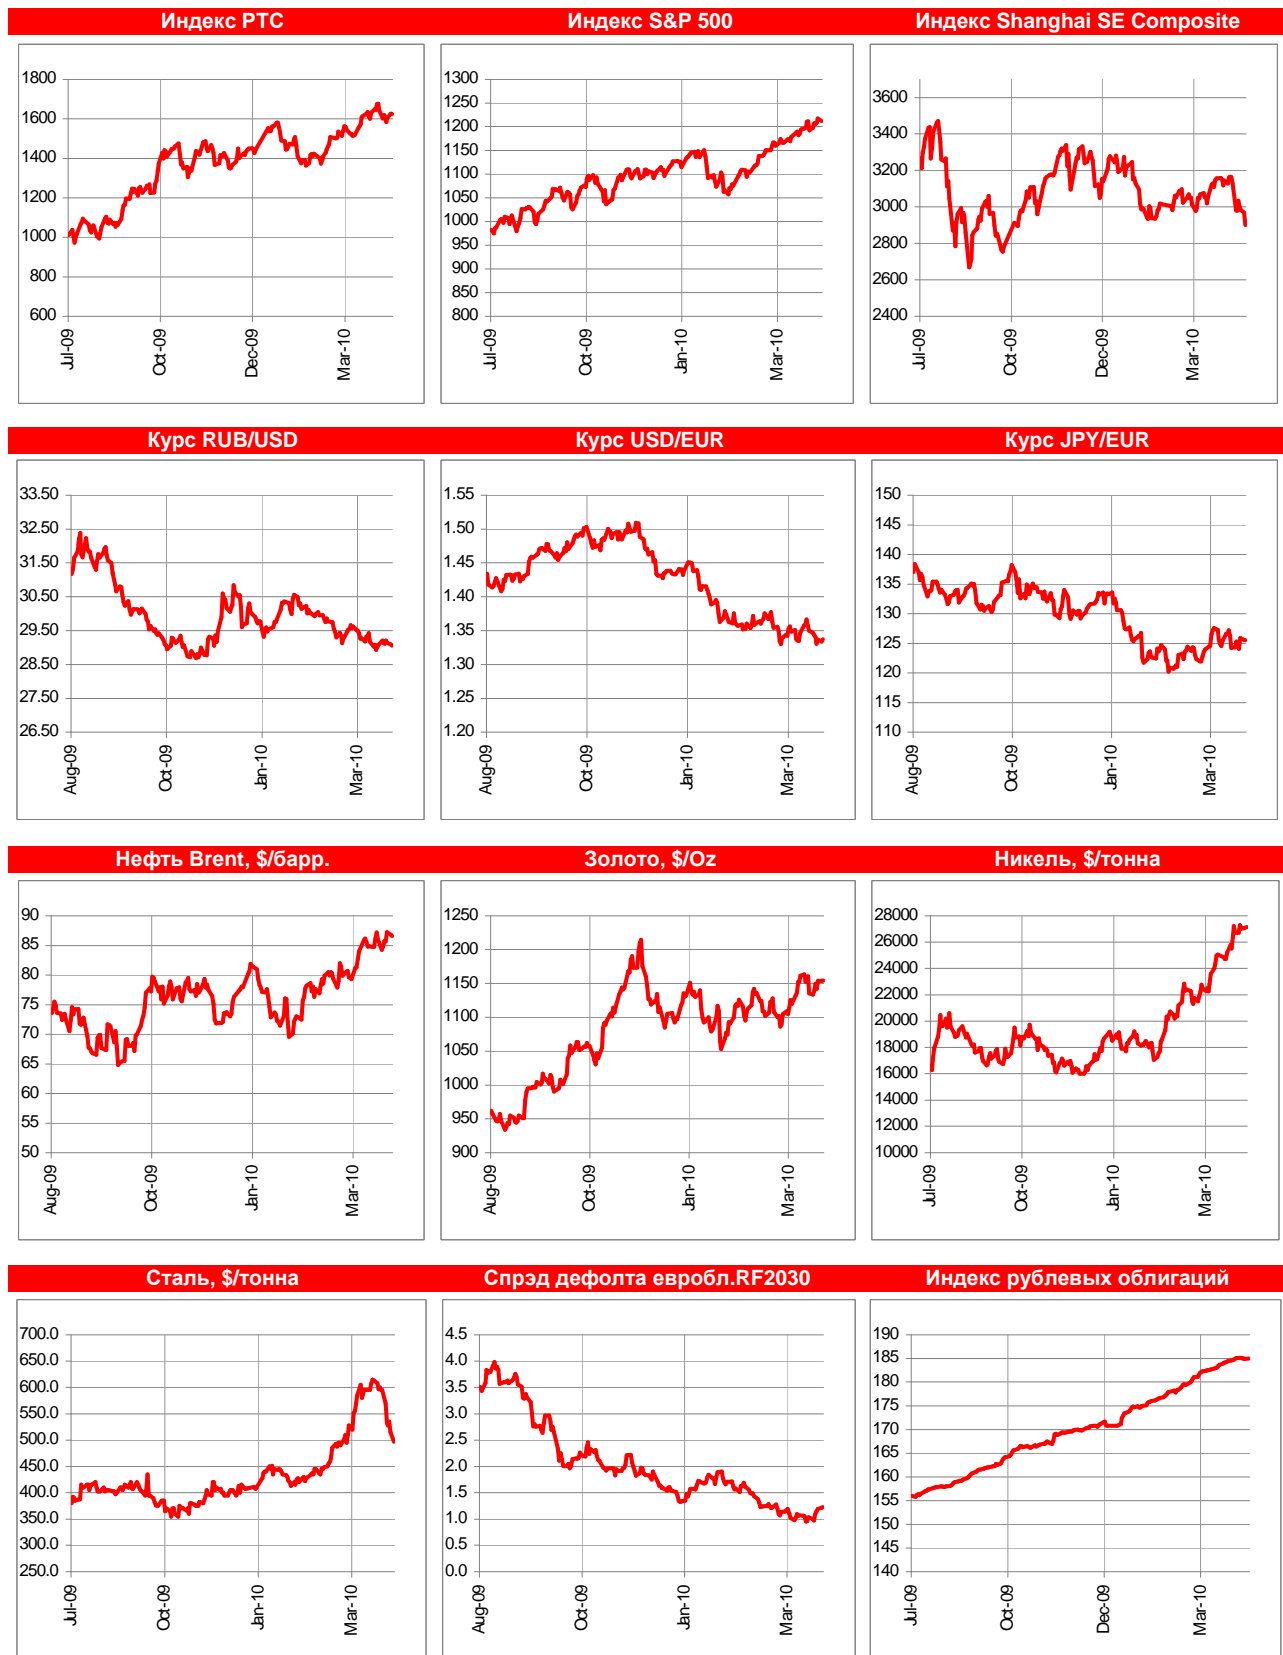 Индекс РТС
Индекс S&P 500
Индекс Shanghai SE Composite
1800
1600
1400
1200
1000
800
600
Jul-09
Oct-09
Dec-09
Mar-10
1300
1250
1200
1150
1100
1050
1000
950
900
850
800
Jul-09
Oct-09
Jan-10
Mar-10
3600
3400
3200
3000
2800
2600
2400
Jul-09
Oct-09
Dec-09
Mar-10
Курс RUB/USD
Курс USD/EUR
Курс JPY/EUR
33.50
32.50
31.50
30.50
29.50
28.50
27.50
26.50
Aug-09
Oct-09
Jan-10
Mar-10
1.55
1.50
1.45
1.40
1.35
1.30
1.25
1.20
Aug-09
Oct-09
Jan-10
Mar-10
150
145
140
135
130
125
120
115
110
Aug-09
Oct-09
Jan-10
Mar-10
Нефть Brent, $/барр.
Золото, $/Oz
Никель, $/тонна
90
85
80
75
70
65
60
55
50
Aug-09
Oct-09
Jan-10
Mar-10
1250
1200
1150
1100
1050
1000
950
900
Aug-09
Oct-09
Jan-10
Mar-10
28000
26000
24000
22000
20000
18000
16000
14000
12000
10000
Jul-09
Oct-09
Jan-10
Mar-10
Сталь, $/тонна
Спрэд дефолта евробл.RF2030
Индекс рублевых облигаций
700.0
650.0
600.0
550.0
500.0
450.0
400.0
350.0
300.0
250.0
Jul-09
Oct-09
Jan-10
Mar-10
4.5
4.0
3.5
3.0
2.5
2.0
1.5
1.0
0.5
0.0
Aug-09
Oct-09
Jan-10
Mar-10
190
185
180
175
170
165
160
155
150
145
140
Jul-09
Oct-09
Dec-09
Mar-10